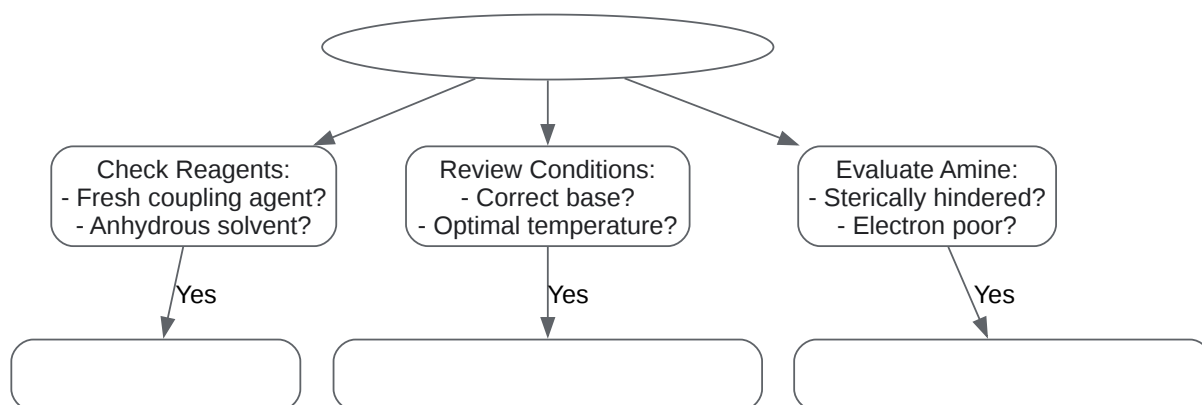 Check Reagents:
- Fresh coupling agent?
- Anhydrous solvent?
Review Conditions:
- Correct base?
- Optimal temperature?
Evaluate Amine:
- Sterically hindered?
- Electron poor?
Yes
Yes
Yes